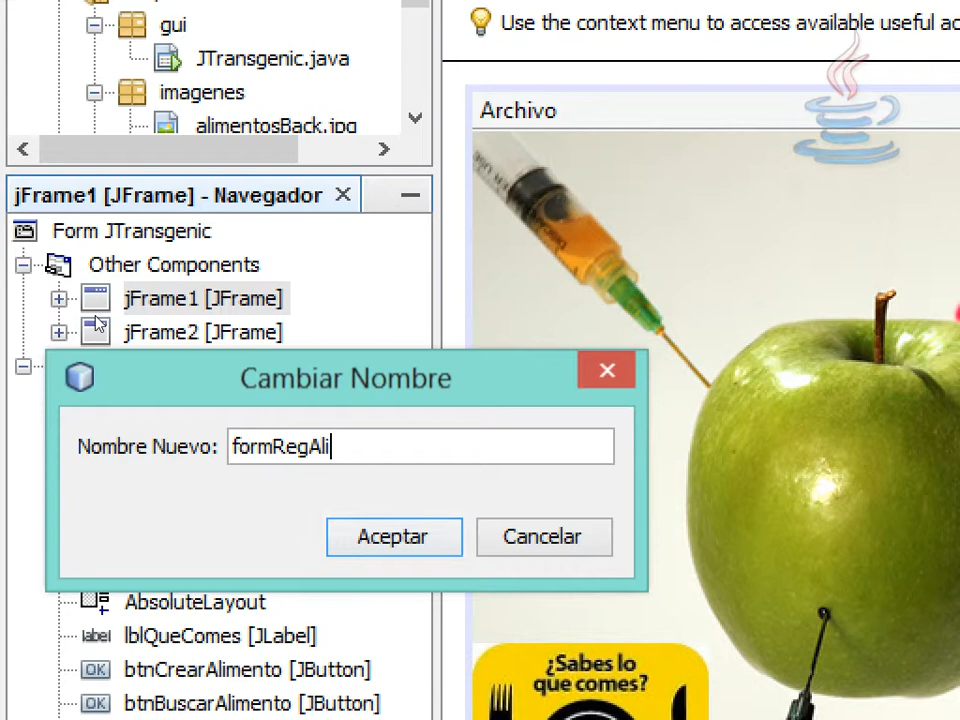 gui
JTransgenic.java
imagenes
alimentosBack.jpg
jFrame1 [JFrame] - Navegador
Form JTransgenic
Other Components
jFrame1 [JFrame]
jFrame2 [JFrame]
Cambiar Nombre
Nombre Nuevo: formRegAli
Aceptar
Cancelar
AbsoluteLayout
label lblQueComes [JLabel]
OK btnCrearAlimento [JButton]
OK btnBuscarAlimento [JButton]
Use the context menu to access available useful ac
Archivo
¿Sabes lo
que comes?